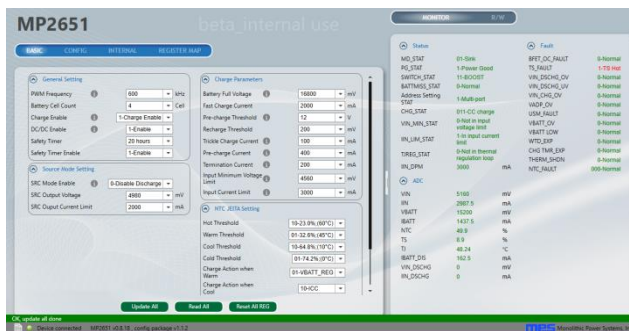 MP2651
beta_internal use
MONITOR R/W
BASIC CONFIG INTERNAL REGISTER MAP
General Setting
PWM Frequency 600 kHz
Battery Cell Count 4 Cell
Charge Enable 1-Charge Enable
DC/DC Enable 1-Enable
Safety Timer 20 hours
Safety Timer Enable 1-Enable
Source Mode Setting
SRC Mode Enable 0-Disable Discharge
SRC Output Voltage 4980 mV
SRC Ouput Current Limit 2000 mA
Charge Parameters
Battery Full Voltage 16800 mV
Fast Charge Current 2000 mA
Pre-charge Threshold 12 V
Recharge Threshold 200 mV
Trickle Charge Current 100 mA
Pre-charge Current 400 mA
Termination Current 200 mA
Input Minimum Voltage Limit 4560 mV
Input Current Limit 3000 mA
NTC JEITA Setting
Hot Threshold 10-23.0%(60°C)
Warm Threshold 01-32.9%(45°C)
Cool Threshold 10-64.8%(10°C)
Cold Threshold 01-74.2%(0°C)
Charge Action when Warm 01-VBATT_REG
Charge Action when Cool 10-ICC
Update All Read All Reset All REG
Status
MD_STAT 01-Sink
PG_STAT 1-Power Good
SWITCH_STAT 11-BOOST
BATTMISS_STAT 0-Normal
Address Setting STAT 1-Multi-port
CHG_STAT 011-CC charge
VIN_MIN_STAT 0-Not in input voltage limit
IIN_LIM_STAT 1-In input current limit
TJREG_STAT 0-Not in thermal regulation loop
IIN_DPM 3000 mA
ADC
VIN 5160 mV
IIN 2987.5 mA
VBATT 15200 mV
IBATT 1437.5 mA
NTC 49.9 %
TS 8.9 %
TJ 48.24 °C
IBATT_DIS 162.5 mA
VIN_DSCHG 0 mV
IIN_DSCHG 0 mA
Fault
BFET_OC_FAULT 0-Normal
TS_FAULT 1-TS Hot
VIN_DSCHG_OV 0-Normal
VIN_DSCHG_UV 0-Normal
VIN_CHG_OV 0-Normal
VADP_OV 0-Normal
USM_FAULT 0-Normal
VBATT_OV 0-Normal
VBATT LOW 0-Normal
WTD_EXP 0-Normal
CHG TMR_EXP 0-Normal
THERM_SHDN 0-Normal
NTC_FAULT 000-Normal
OK, update all done
Device connected MP2651 v0.6.18 config package v1.1.2
mps Monolithic Power Systems